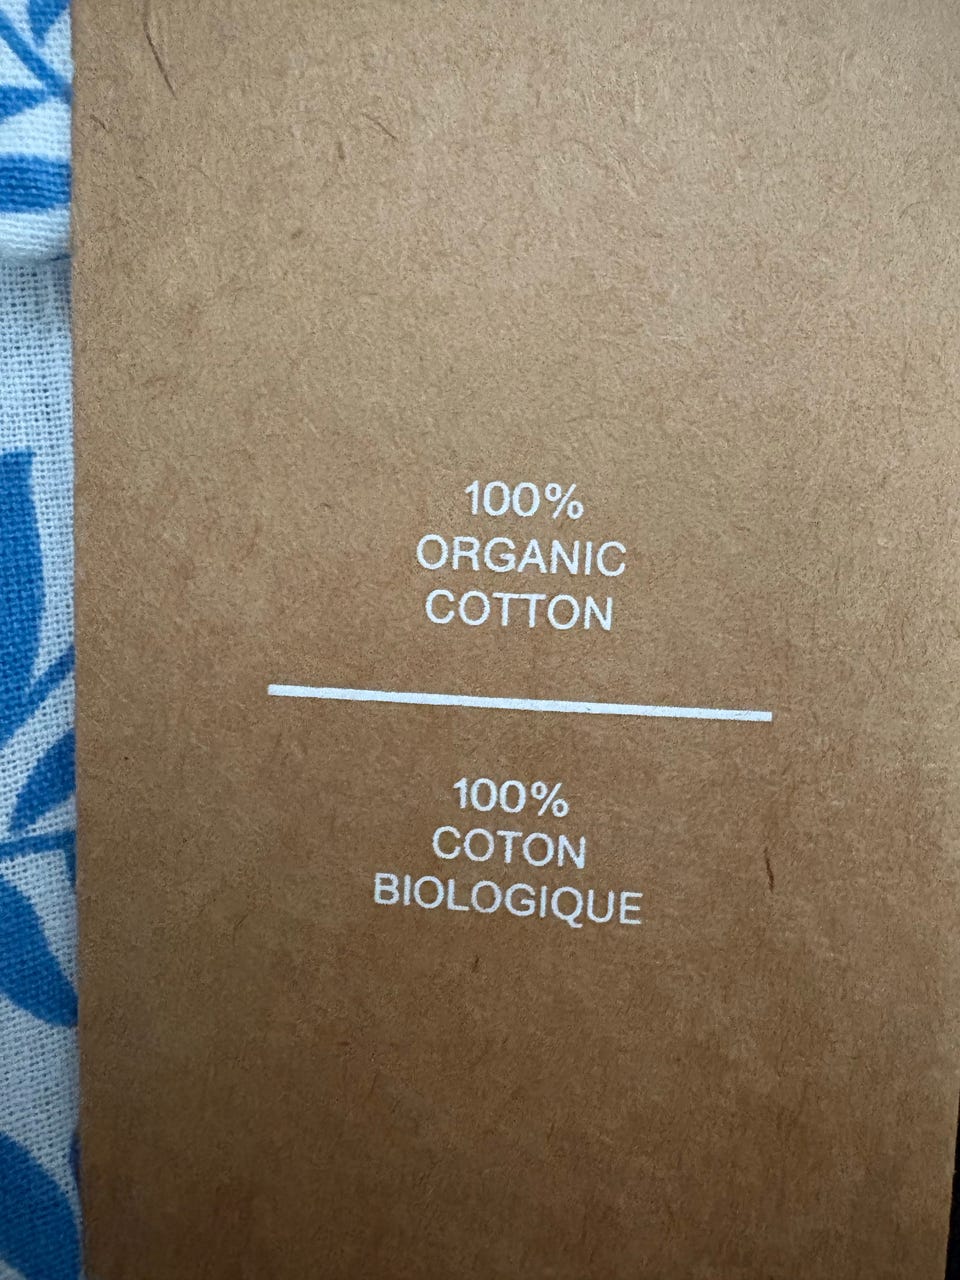 100%
ORGANIC
COTTON
100%
COTON
BIOLOGIQUE